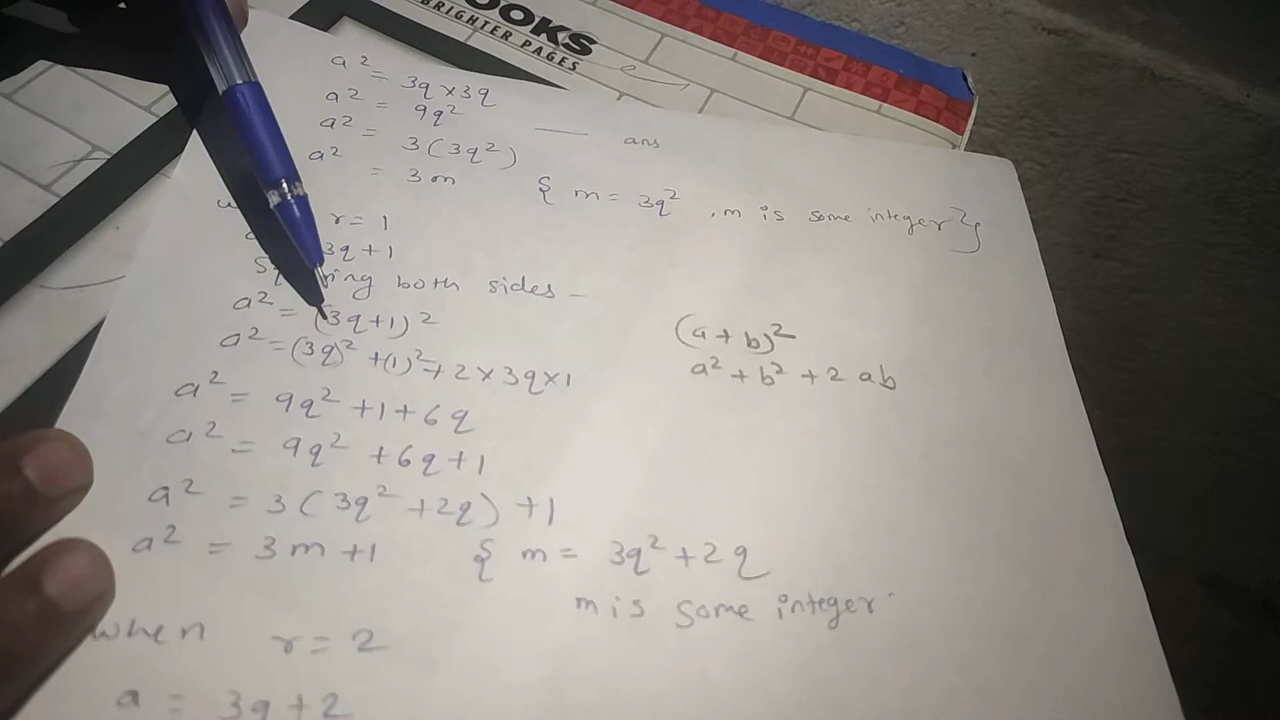 OOKS
BRIGHTER PAGES
a² = 3q × 3q
a² = 9q²
a² = 3(3q²) —— ans
a² = 3m { m = 3q² , m is some integer }
r = 1
3q + 1
both sides –
a² = (3q+1)²
a² = (3q)² + (1)² + 2×3q×1
(a+b)²
a² + b² + 2ab
a² = 9q² + 1 + 6q
a² = 9q² + 6q + 1
a² = 3(3q² + 2q) + 1
a² = 3m + 1 { m = 3q² + 2q
m is some integer
when r = 2
a = 3q + 2